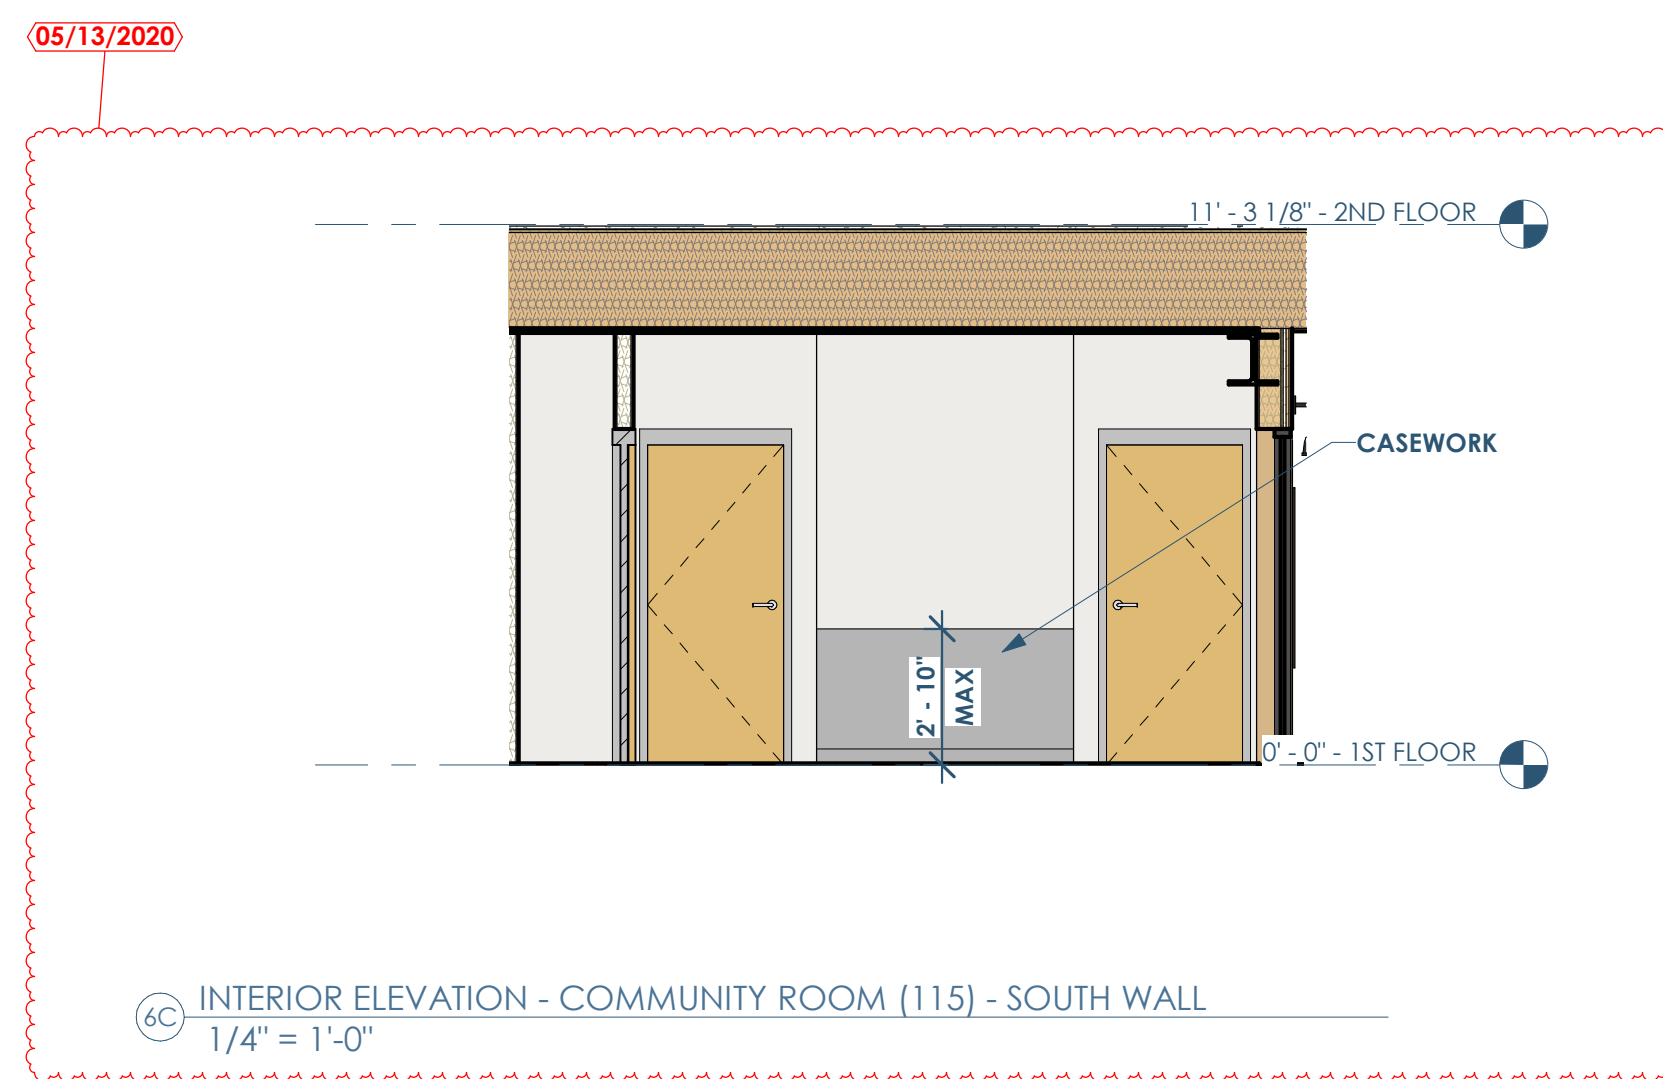 05/13/2020
11' - 3 1/8" - 2ND FLOOR
CASEWORK
2' - 10"
MAX
0' - 0" - 1ST FLOOR
6C
INTERIOR ELEVATION - COMMUNITY ROOM (115) - SOUTH WALL
1/4" = 1'-0"